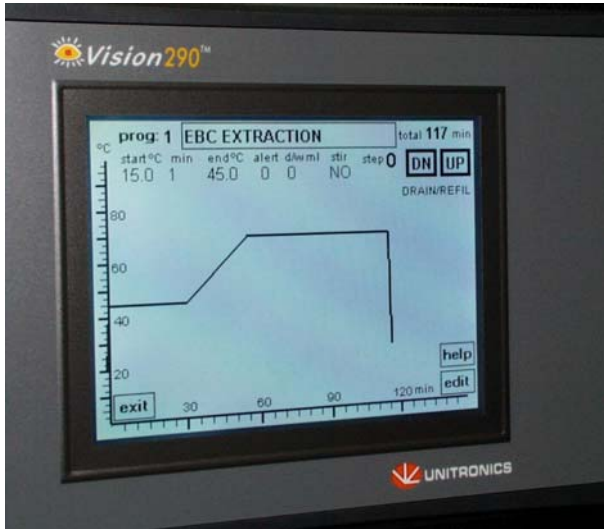 Vision290™
prog: 1 EBC EXTRACTION total 117 min
°C start°C min end°C alert d/w ml stir step 0 DN UP
15.0 1 45.0 0 0 NO
DRAIN/REFIL
80
60
40
20
help
edit
exit 30 60 90 120 min
UNITRONICS